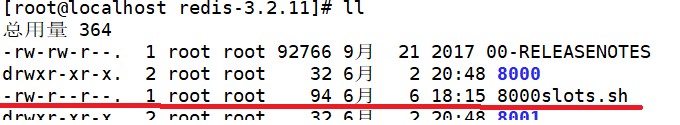 [root@localhost redis-3.2.11]# ll
总用量 364
-rw-rw-r--. 1 root root 92766 9月 21 2017 00-RELEASENOTES
drwxr-xr-x. 2 root root 32 6月 2 20:48 8000
-rw-r--r--. 1 root root 94 6月 6 18:15 8000slots.sh
drwxr-xr-x. 2 root root 32 6月 2 20:48 8001